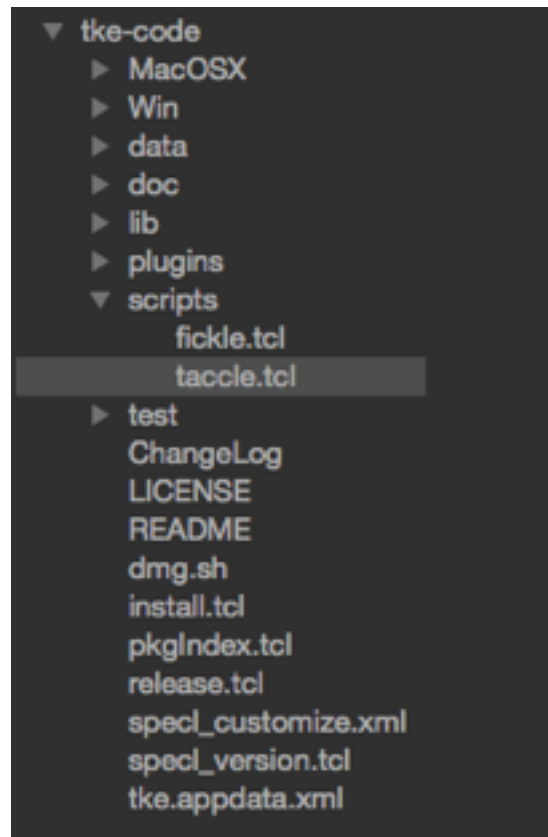 tke-code
MacOSX
Win
data
doc
lib
plugins
scripts
fickle.tcl
taccle.tcl
test
ChangeLog
LICENSE
README
dmg.sh
install.tcl
pkgIndex.tcl
release.tcl
specl_customize.xml
specl_version.tcl
tke.appdata.xml